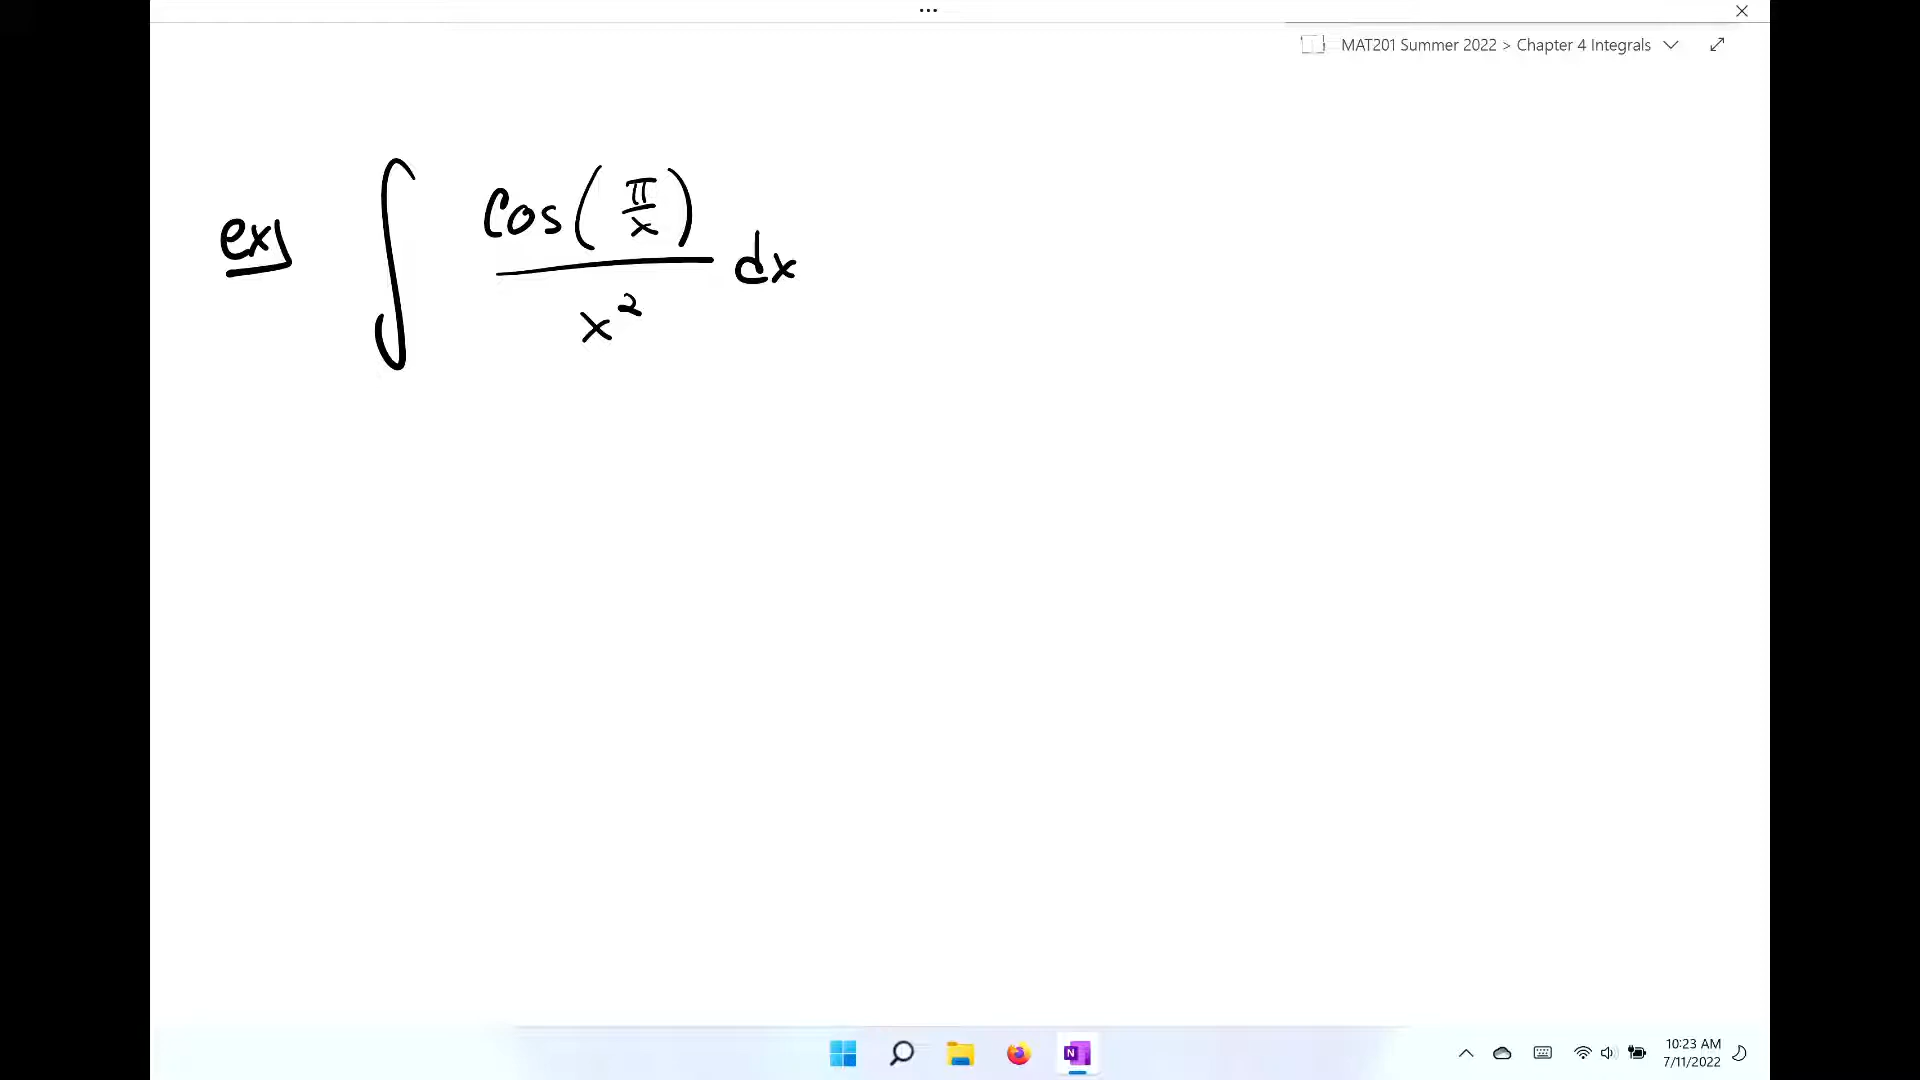 ...
MAT201 Summer 2022 > Chapter 4 Integrals
ex) ∫ cos(π/x)/x² dx
10:23 AM
7/11/2022